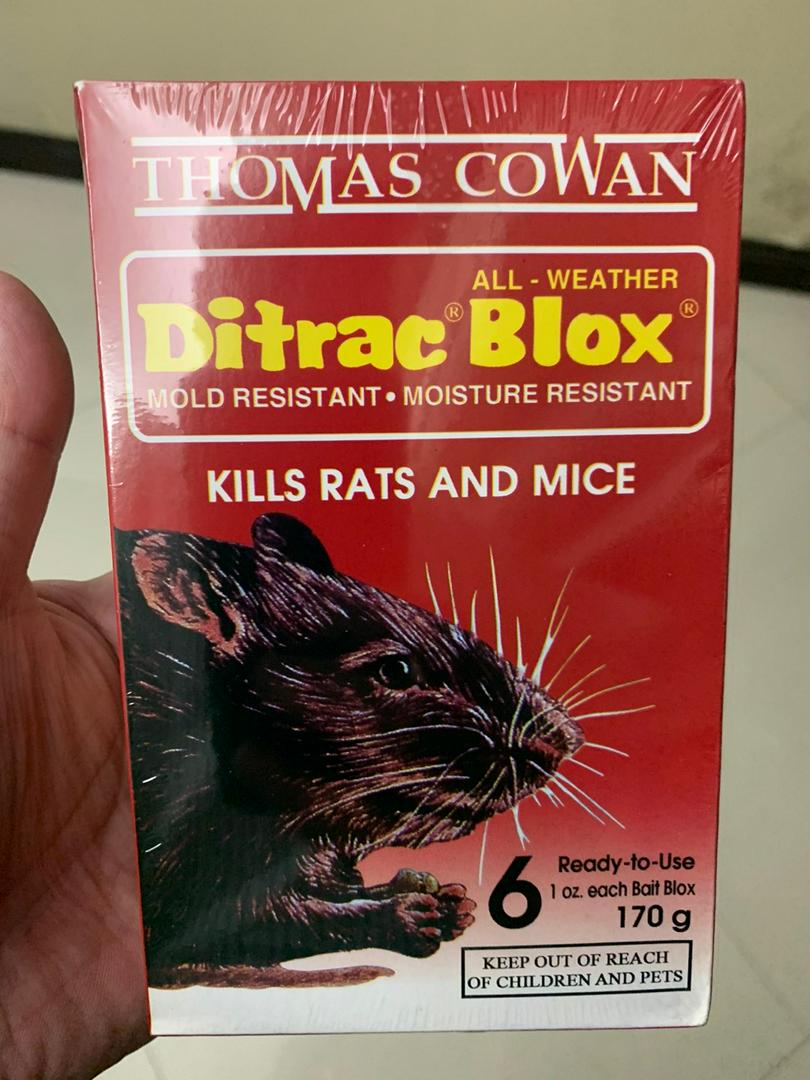 THOMAS COWAN
ALL - WEATHER
Ditrac® Blox®
MOLD RESISTANT • MOISTURE RESISTANT
KILLS RATS AND MICE
6 Ready-to-Use
1 oz. each Bait Blox
170 g
KEEP OUT OF REACH
OF CHILDREN AND PETS